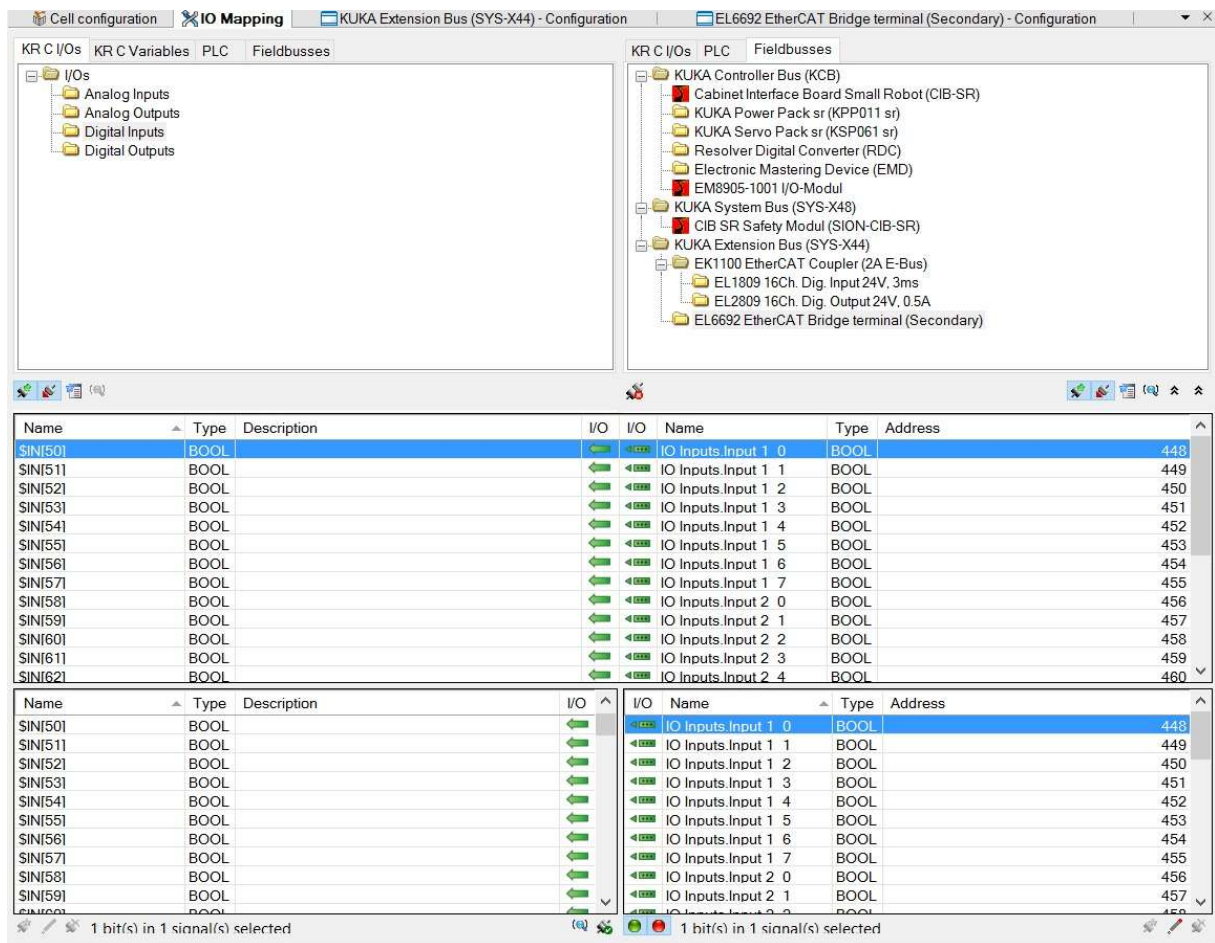 Cell configuration IO Mapping KUKA Extension Bus (SYS-X44) - Configuration EL6692 EtherCAT Bridge terminal (Secondary) - Configuration
KR C I/Os KR C Variables PLC Fieldbusses
I/Os
Analog Inputs
Analog Outputs
Digital Inputs
Digital Outputs
KR C I/Os PLC Fieldbusses
KUKA Controller Bus (KCB)
Cabinet Interface Board Small Robot (CIB-SR)
KUKA Power Pack sr (KPP011 sr)
KUKA Servo Pack sr (KSP061 sr)
Resolver Digital Converter (RDC)
Electronic Mastering Device (EMD)
EM8905-1001 I/O-Modul
KUKA System Bus (SYS-X48)
CIB SR Safety Modul (SION-CIB-SR)
KUKA Extension Bus (SYS-X44)
EK1100 EtherCAT Coupler (2A E-Bus)
EL1809 16Ch. Dig. Input 24V, 3ms
EL2809 16Ch. Dig. Output 24V, 0.5A
EL6692 EtherCAT Bridge terminal (Secondary)
Name Type Description I/O I/O Name Type Address
$IN[50] BOOL IO Inputs.Input 1 0 BOOL 448
$IN[51] BOOL IO Inputs.Input 1 1 BOOL 449
$IN[52] BOOL IO Inputs.Input 1 2 BOOL 450
$IN[53] BOOL IO Inputs.Input 1 3 BOOL 451
$IN[54] BOOL IO Inputs.Input 1 4 BOOL 452
$IN[55] BOOL IO Inputs.Input 1 5 BOOL 453
$IN[56] BOOL IO Inputs.Input 1 6 BOOL 454
$IN[57] BOOL IO Inputs.Input 1 7 BOOL 455
$IN[58] BOOL IO Inputs.Input 2 0 BOOL 456
$IN[59] BOOL IO Inputs.Input 2 1 BOOL 457
$IN[60] BOOL IO Inputs.Input 2 2 BOOL 458
$IN[61] BOOL IO Inputs.Input 2 3 BOOL 459
$IN[62] BOOL IO Inputs.Input 2 4 BOOL 460
Name Type Description I/O I/O Name Type Address
$IN[50] BOOL IO Inputs.Input 1 0 BOOL 448
$IN[51] BOOL IO Inputs.Input 1 1 BOOL 449
$IN[52] BOOL IO Inputs.Input 1 2 BOOL 450
$IN[53] BOOL IO Inputs.Input 1 3 BOOL 451
$IN[54] BOOL IO Inputs.Input 1 4 BOOL 452
$IN[55] BOOL IO Inputs.Input 1 5 BOOL 453
$IN[56] BOOL IO Inputs.Input 1 6 BOOL 454
$IN[57] BOOL IO Inputs.Input 1 7 BOOL 455
$IN[58] BOOL IO Inputs.Input 2 0 BOOL 456
$IN[59] BOOL IO Inputs.Input 2 1 BOOL 457
1 bit(s) in 1 signal(s) selected 1 bit(s) in 1 signal(s) selected